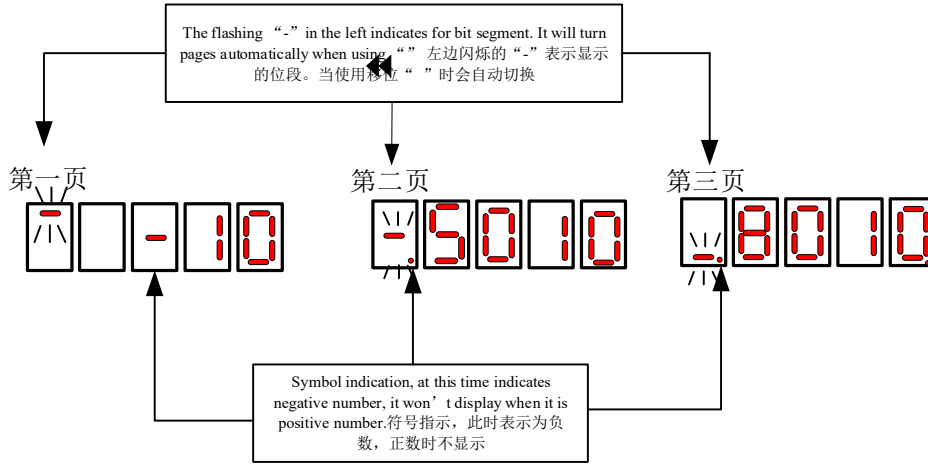 The flashing “-” in the left indicates for bit segment. It will turn
pages automatically when using “” 左边闪烁的“-”表示显示
的位段。当使用移位“ ”时会自动切换
第一页
第二页
第三页
‾ - 10
-.5010
_.8010.
Symbol indication, at this time indicates
negative number, it won’t display when it is
positive number.符号指示，此时表示为负
数，正数时不显示